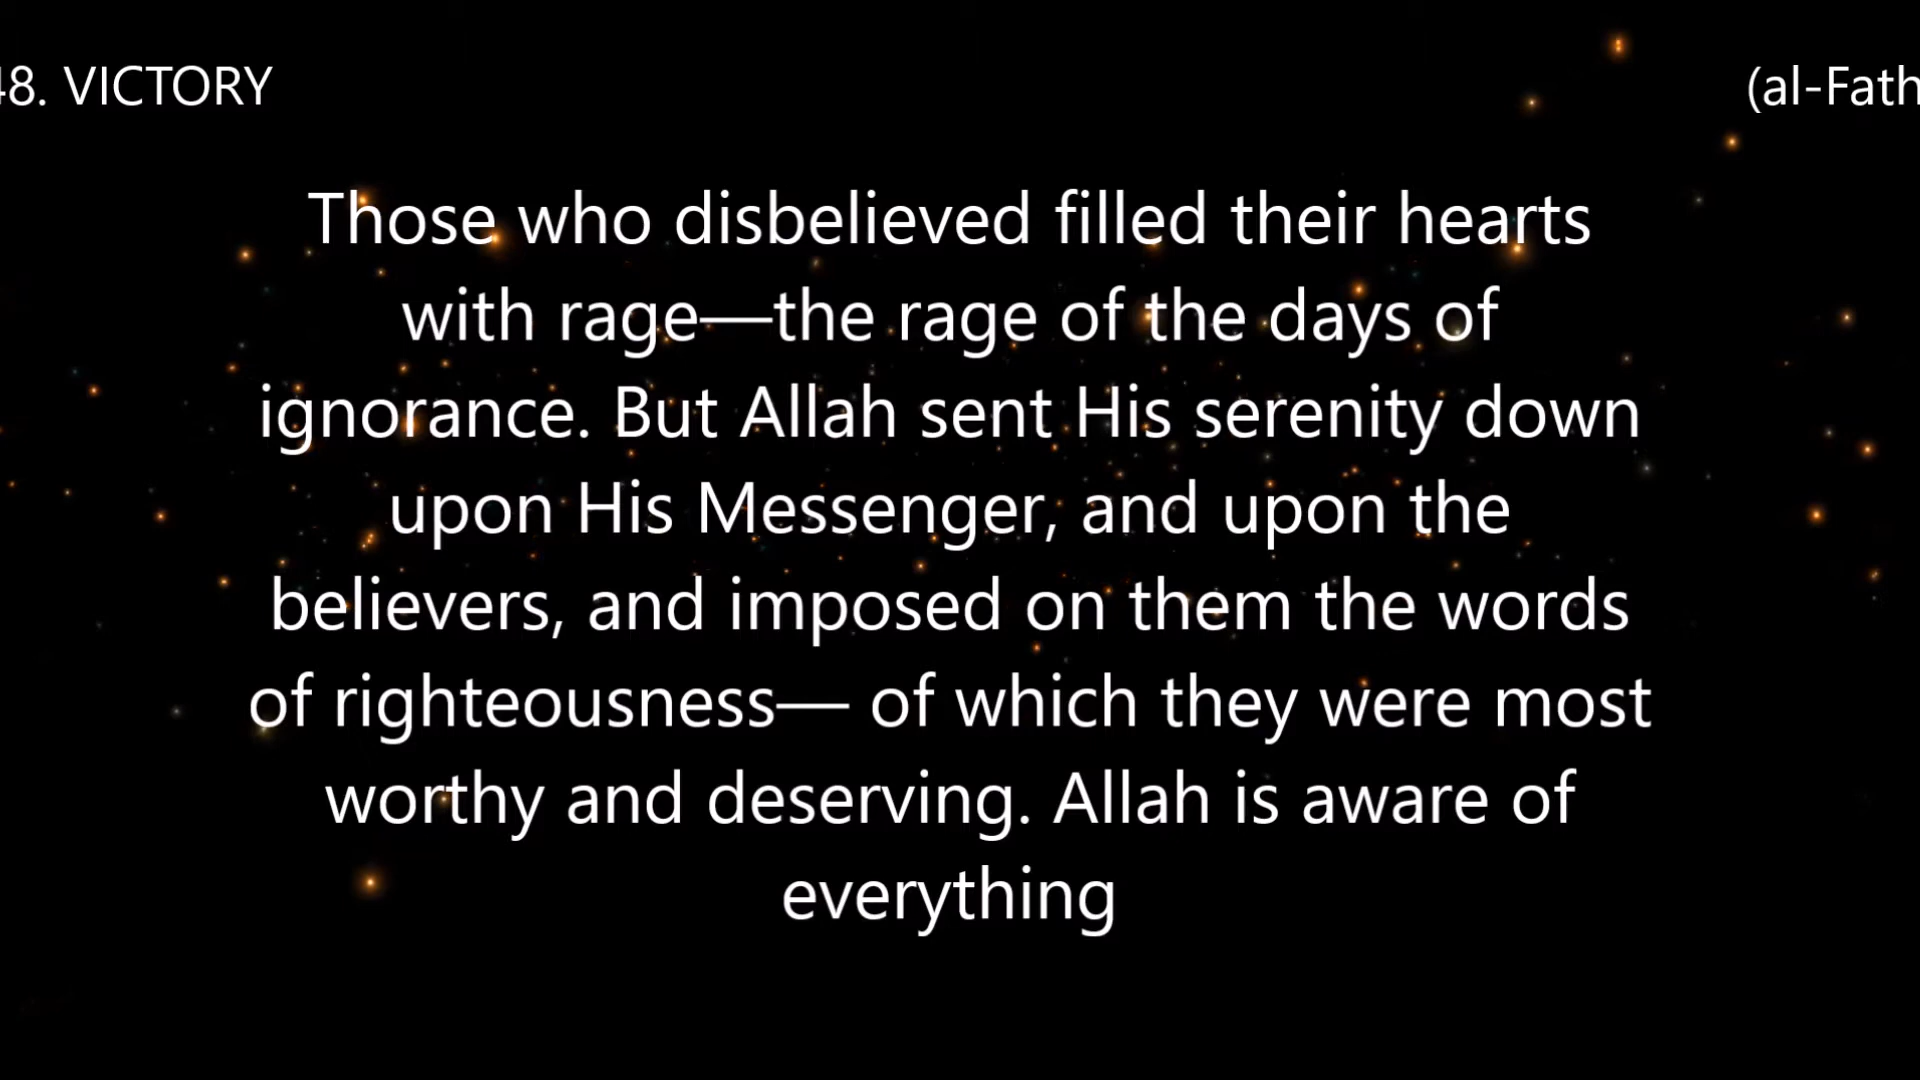 48. VICTORY (al-Fath
Those who disbelieved filled their hearts
with rage—the rage of the days of
ignorance. But Allah sent His serenity down
upon His Messenger, and upon the
believers, and imposed on them the words
of righteousness— of which they were most
worthy and deserving. Allah is aware of
everything